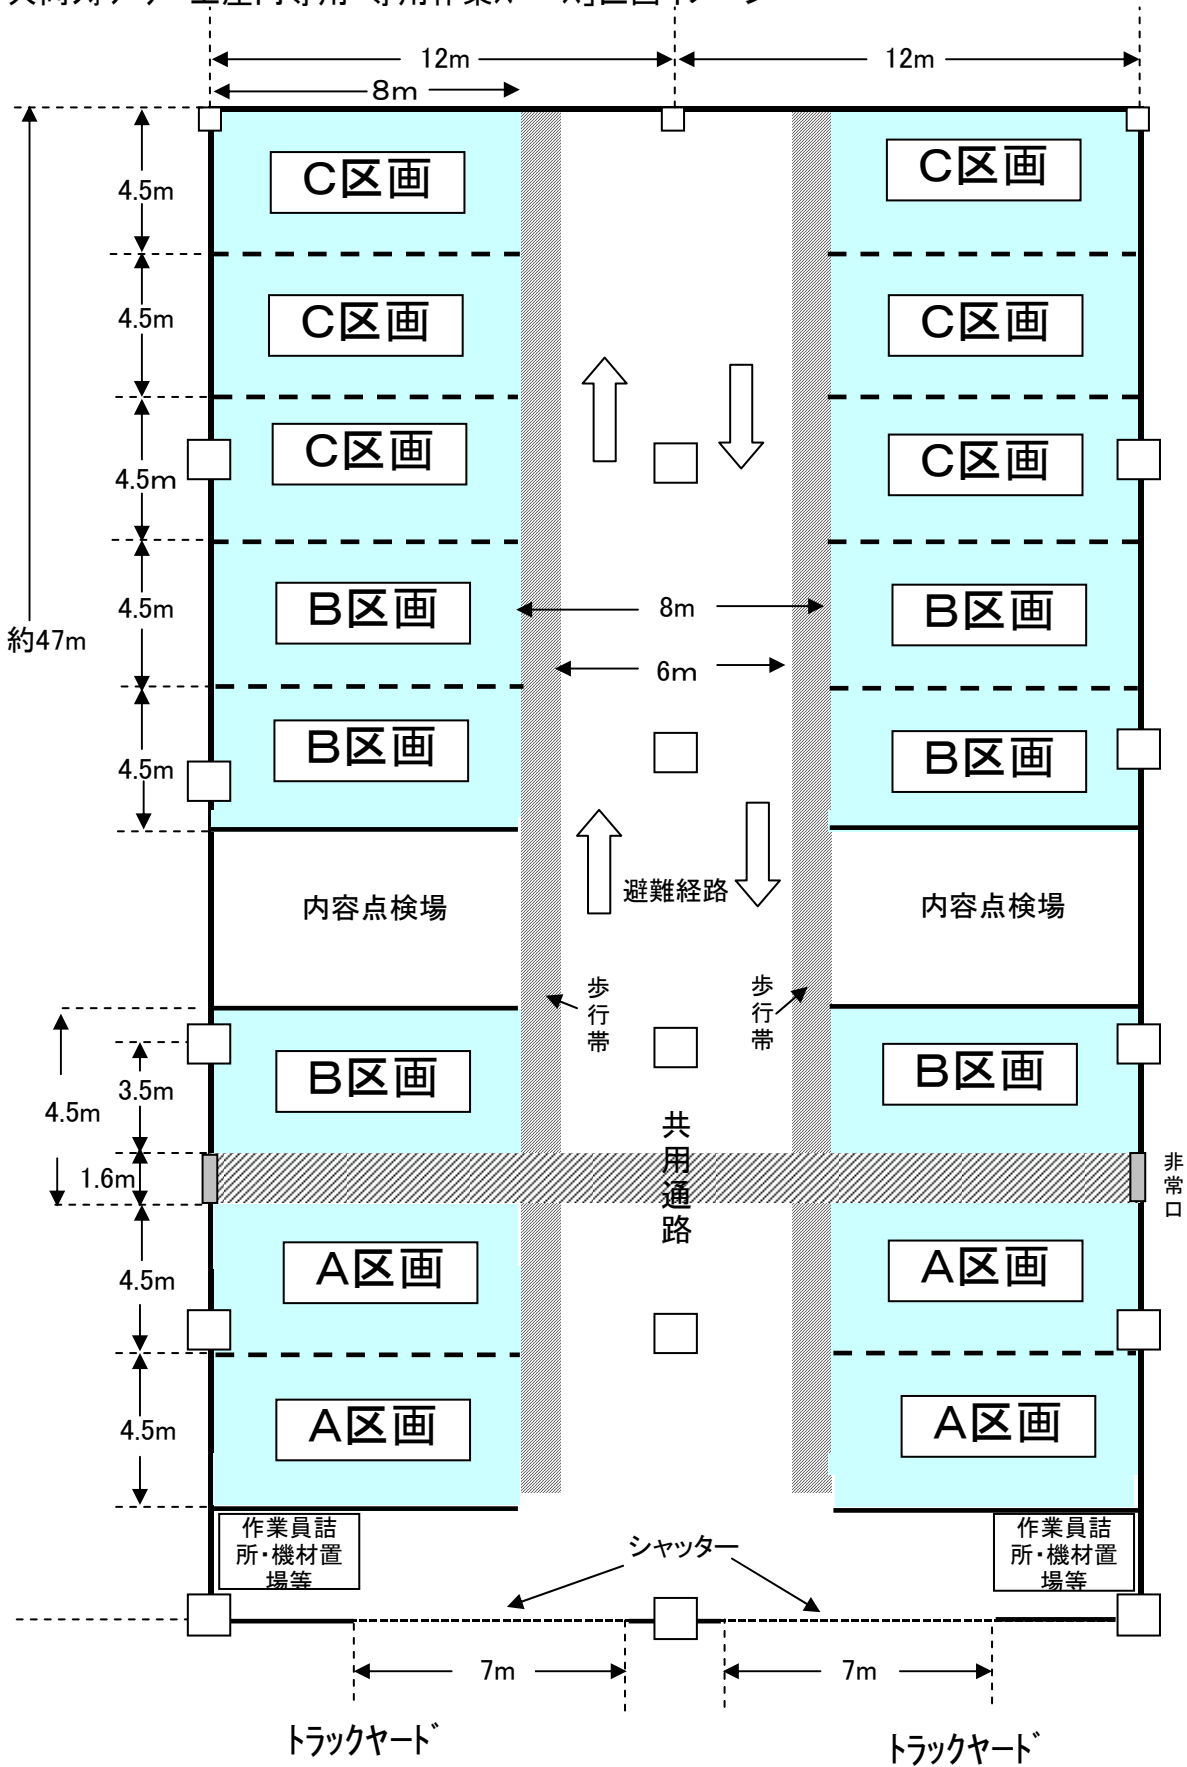 12m 12m
8m
C区画 C区画
4.5m
C区画 C区画
4.5m
C区画 C区画
4.5m
B区画 B区画
4.5m 8m
約47m
6m
B区画 B区画
4.5m
避難経路
内容点検場 内容点検場
歩行帯 歩行帯
B区画 B区画
3.5m
4.5m
共用通路
1.6m
非常口
A区画 A区画
4.5m
A区画 A区画
4.5m
作業員詰 作業員詰
所・機材置 所・機材置
場等 場等
シャッター
7m 7m
トラックヤード トラックヤード